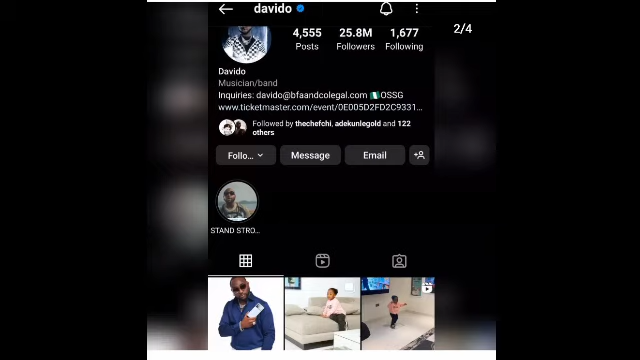 davido
2/4
4,555 25.8M 1,677
Posts Followers Following
Davido
Musician/band
Inquiries: davido@bfaandcolegal.com 🇳🇬OSSG
www.ticketmaster.com/event/0E005D2FD2C9331...
Followed by thechefchi, adekunlegold and 122
others
Follo... Message Email
STAND STRO...